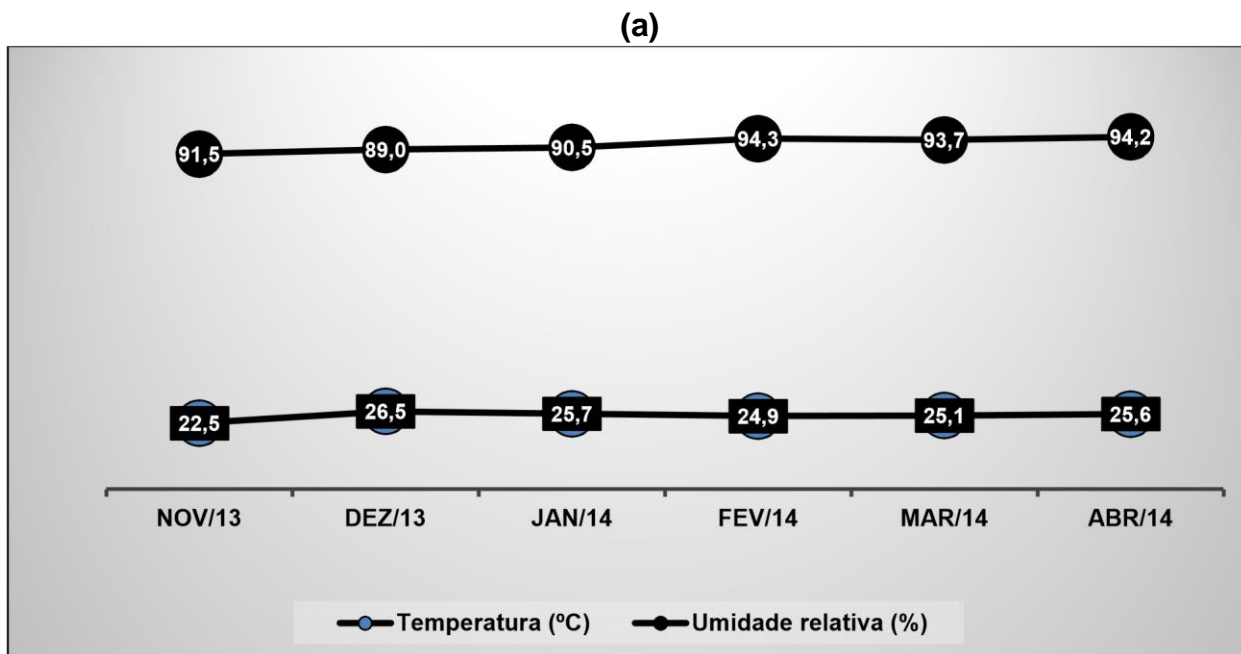 (a)
91,5 89,0 90,5 94,3 93,7 94,2
22,5 26,5 25,7 24,9 25,1 25,6
NOV/13 DEZ/13 JAN/14 FEV/14 MAR/14 ABR/14
Temperatura (ºC) Umidade relativa (%)